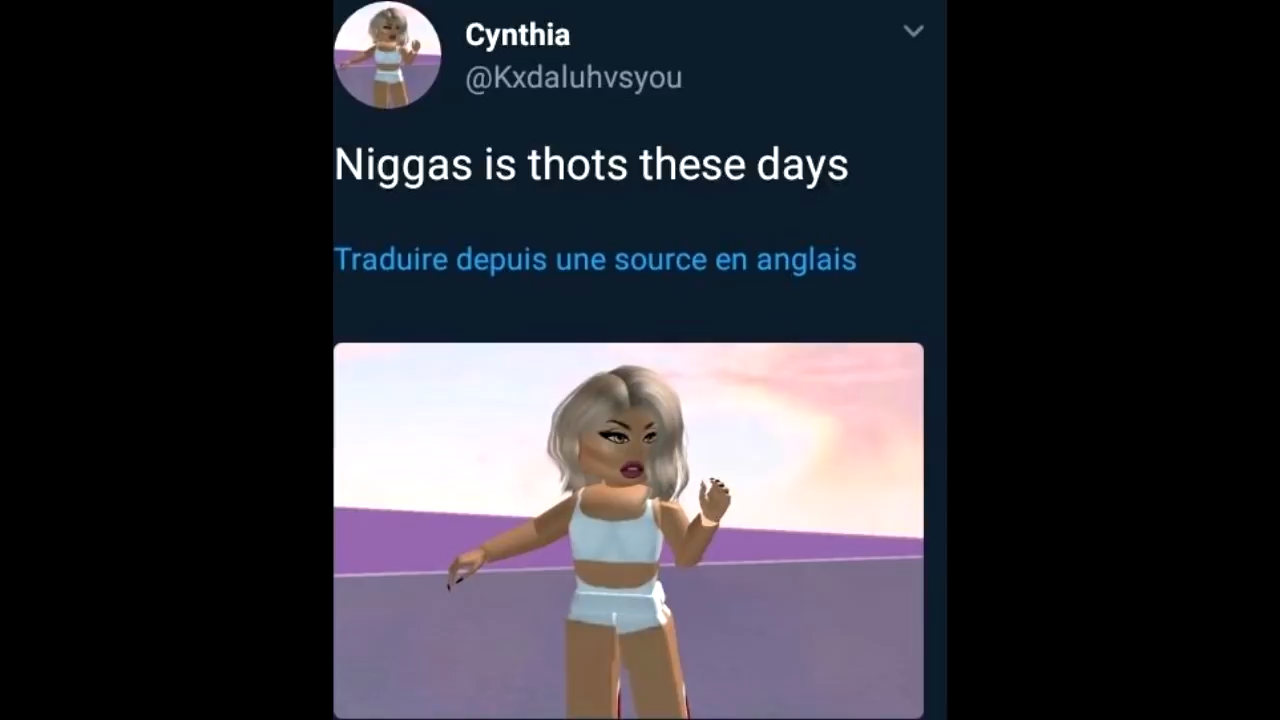 Cynthia
@Kxdaluhvsyou
Niggas is thots these days
Traduire depuis une source en anglais